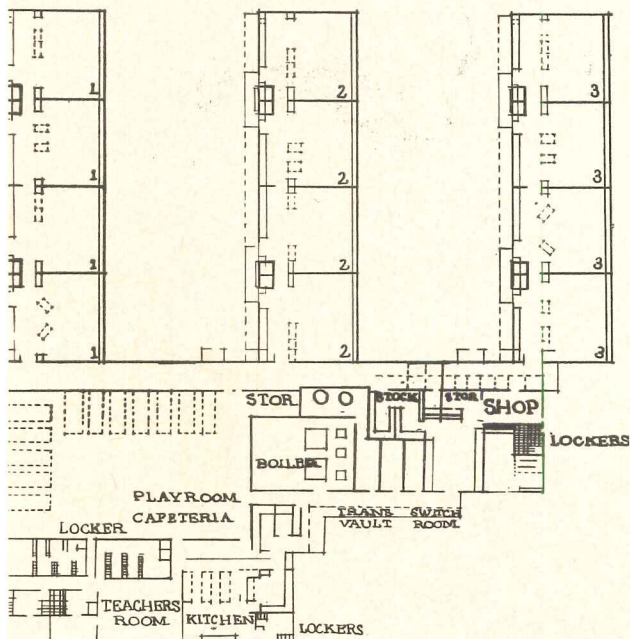 1 2 3
1 2 3
1 2 3
1 2 3
STOR STOCK STOR SHOP
LOCKERS
BOILER
PLAYROOM
CAFETERIA
TRANS VAULT
SWITCH ROOM
LOCKER
TEACHERS ROOM
KITCHEN
LOCKERS